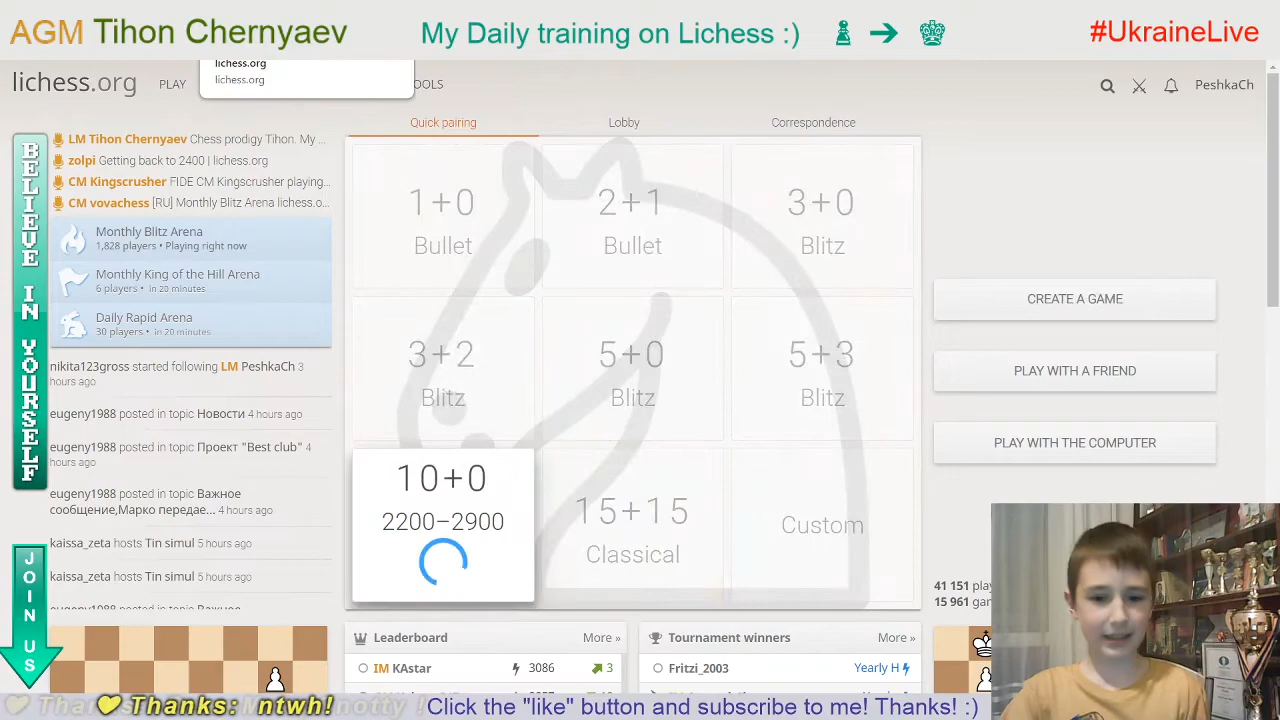 AGM Tihon Chernyaev
My Daily training on Lichess :)
#UkraineLive
lichess.org
PLAY
lichess.org
lichess.org
OOLS
PeshkaCh
BELIEVE IN YOURSELF
LM Tihon Chernyaev Chess prodigy Tihon. My ...
zolpi Getting back to 2400 | lichess.org
CM Kingscrusher FIDE CM Kingscrusher playing...
CM vovachess [RU] Monthly Blitz Arena lichess.o...
Monthly Blitz Arena
1,828 players • Playing right now
Monthly King of the Hill Arena
6 players • in 20 minutes
Daily Rapid Arena
30 players • in 20 minutes
nikita123gross started following LM PeshkaCh 3
hours ago
eugeny1988 posted in topic Новости 4 hours ago
eugeny1988 posted in topic Проект "Best club" 4
hours ago
eugeny1988 posted in topic Важное
сообщение,Марко передае... 4 hours ago
kaissa_zeta hosts Tin simul 5 hours ago
kaissa_zeta hosts Tin simul 5 hours ago
eugeny1988 posted in topic Важное
JOIN US
Quick pairing
Lobby
Correspondence
1+0
Bullet
2+1
Bullet
3+0
Blitz
3+2
Blitz
5+0
Blitz
5+3
Blitz
10+0
2200–2900
15+15
Classical
Custom
CREATE A GAME
PLAY WITH A FRIEND
PLAY WITH THE COMPUTER
41 151 pla
15 961 gam
Leaderboard
More »
IM KAstar
3086
3
Tournament winners
More »
Fritzi_2003
Yearly H
Thanks: Mntwh!
Click the "like" button and subscribe to me! Thanks! :)